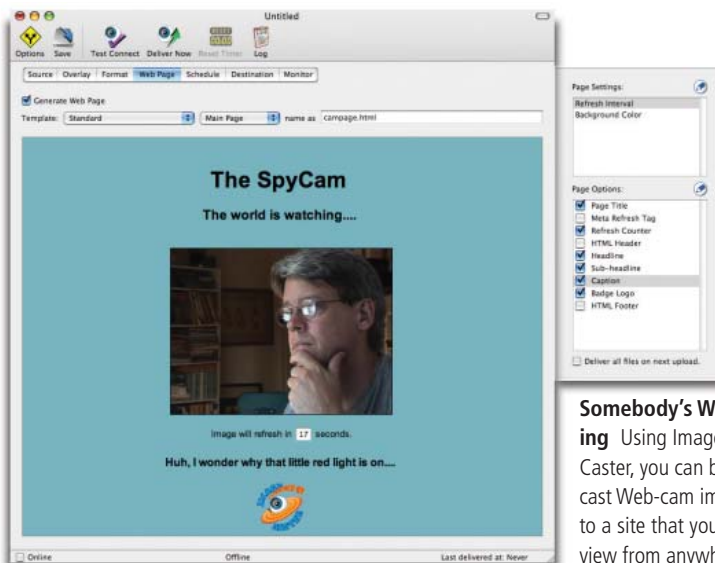 Untitled
Options Save Test Connect Deliver Now Reset Timer Log
Source Overlay Format Web Page Schedule Destination Monitor
Generate Web Page
Template: Standard Main Page name as campage.html
The SpyCam
The world is watching....
Image will refresh in 17 seconds.
Huh, I wonder why that little red light is on....
Online Offline Last delivered at: Never
Page Settings:
Refresh Interval
Background Color
Page Options:
Page Title
Meta Refresh Tag
Refresh Counter
HTML Header
Headline
Sub-headline
Caption
Badge Logo
HTML Footer
Deliver all files on next upload.
Somebody's W
ing Using Image
Caster, you can b
cast Web-cam im
to a site that you
view from anywh